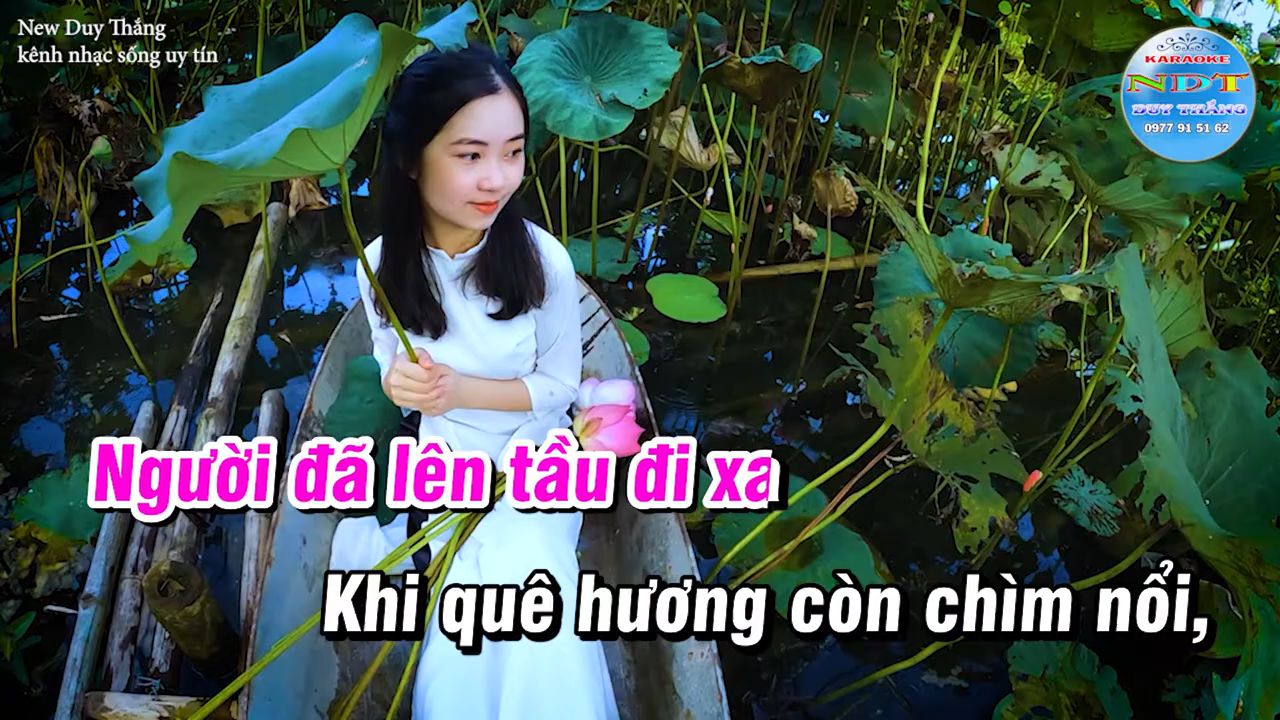 New Duy Thắng
kênh nhạc sống uy tín
KARAOKE
NDT
DUY THẮNG
0977 91 51 62
Người đã lên tầu đi xa
Khi quê hương còn chìm nổi,